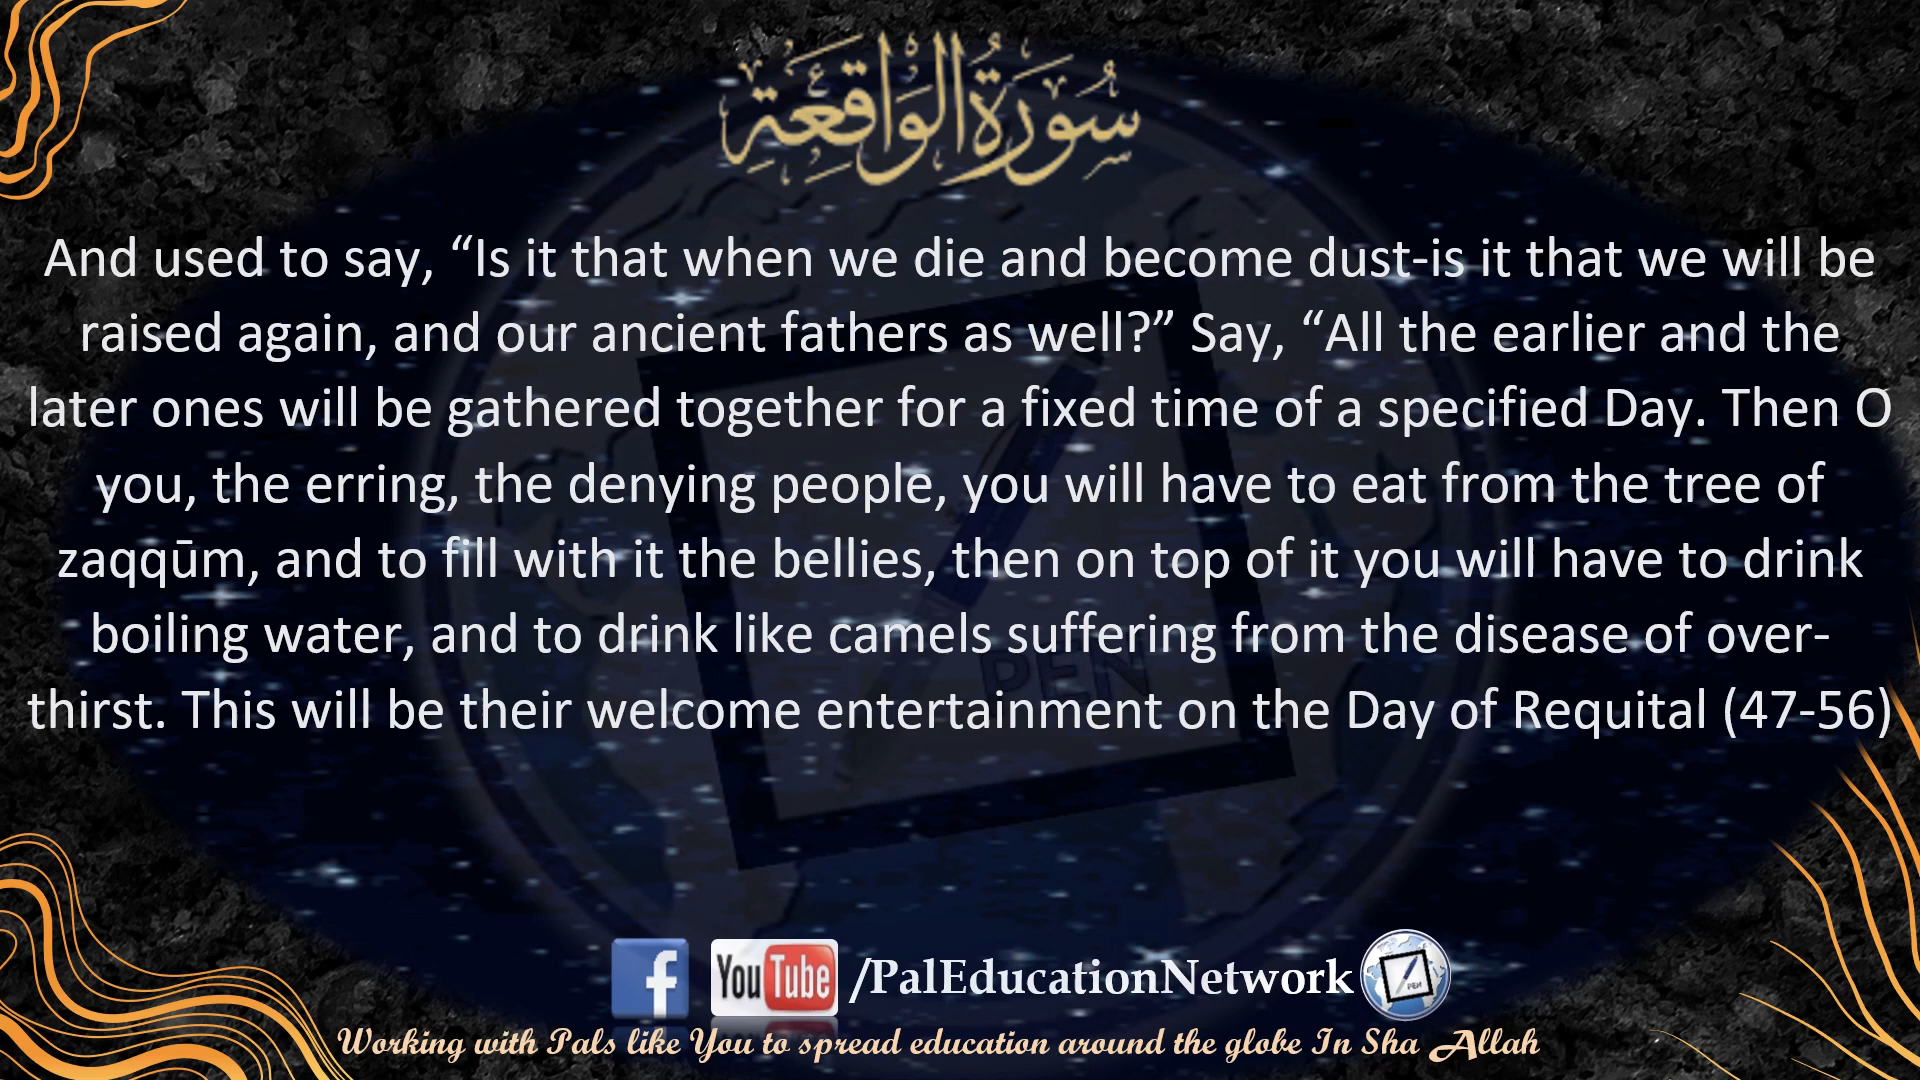 سُورَةُ الوَاقِعَةِ
And used to say, “Is it that when we die and become dust-is it that we will be
raised again, and our ancient fathers as well?” Say, “All the earlier and the
later ones will be gathered together for a fixed time of a specified Day. Then O
you, the erring, the denying people, you will have to eat from the tree of
zaqqūm, and to fill with it the bellies, then on top of it you will have to drink
boiling water, and to drink like camels suffering from the disease of over-
thirst. This will be their welcome entertainment on the Day of Requital (47-56)
PEN
f YouTube /PalEducationNetwork PEN
Working with Pals like You to spread education around the globe In Sha Allah